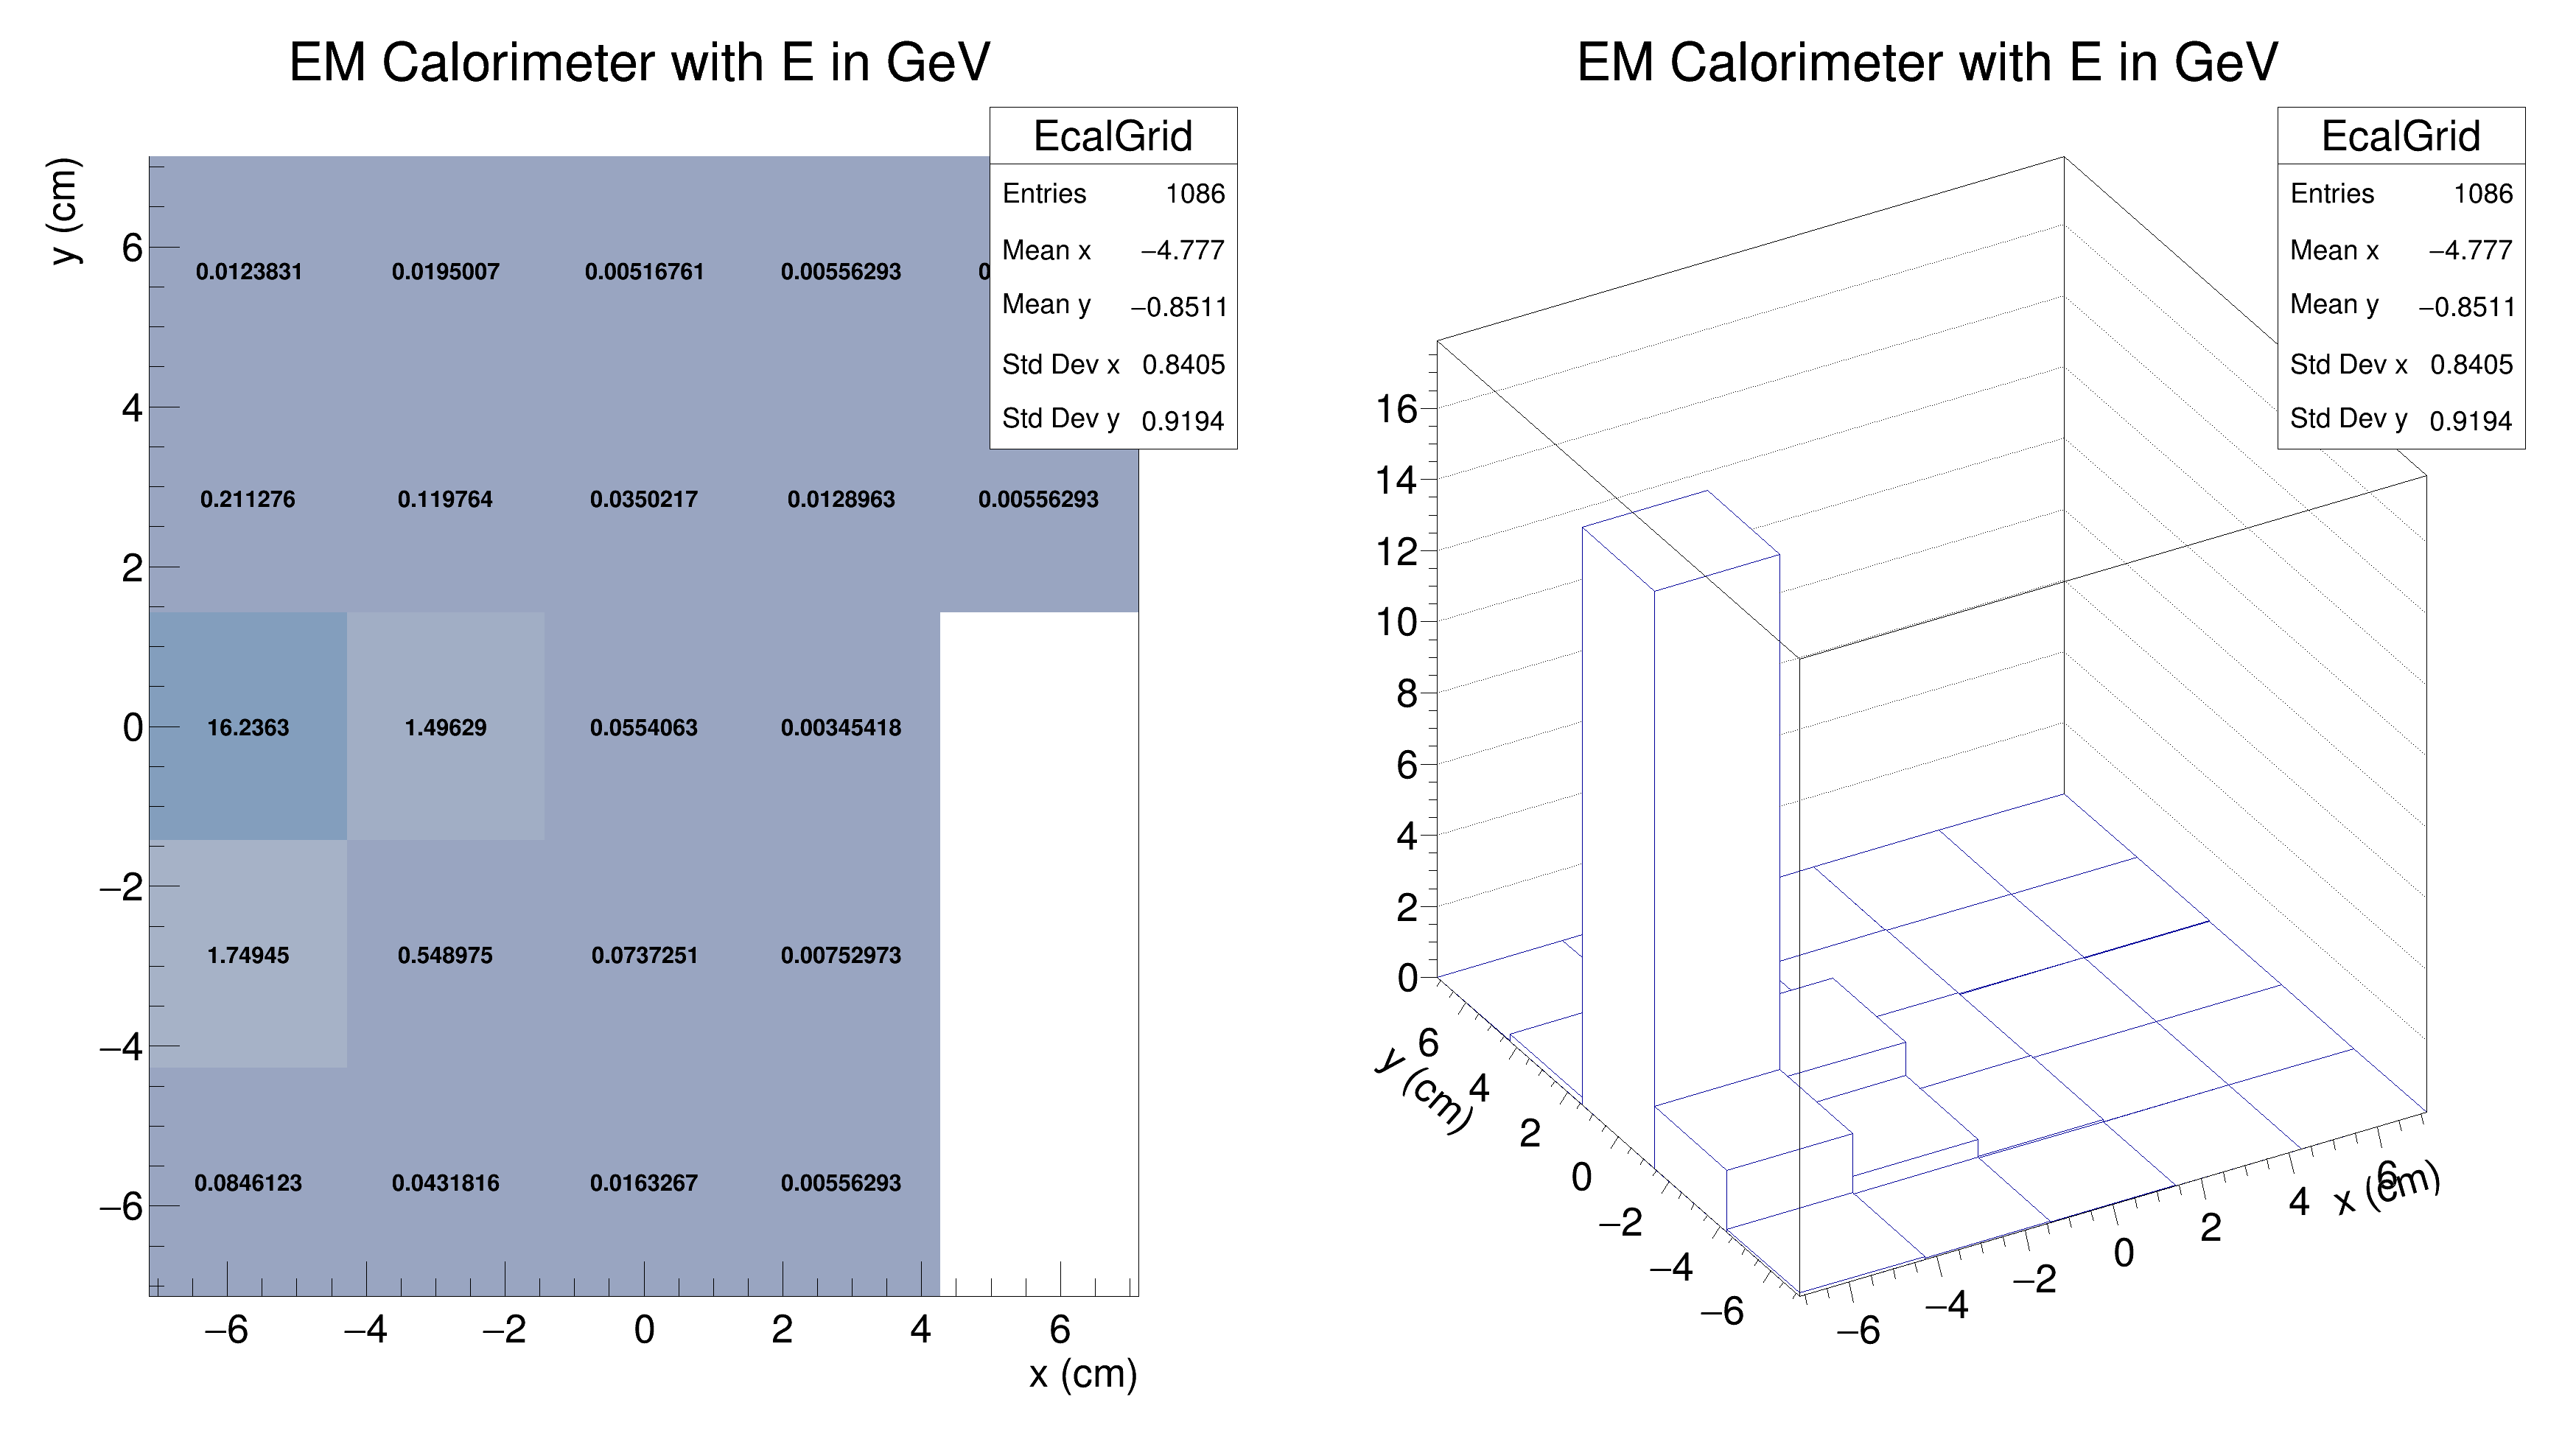 EM Calorimeter with E in GeV
EcalGrid
Entries 1086
Mean x −4.777
Mean y −0.8511
Std Dev x 0.8405
Std Dev y 0.9194
y (cm)
6
4
2
0
−2
−4
−6
0.0123831 0.0195007 0.00516761 0.00556293
0.211276 0.119764 0.0350217 0.0128963 0.00556293
16.2363 1.49629 0.0554063 0.00345418
1.74945 0.548975 0.0737251 0.00752973
0.0846123 0.0431816 0.0163267 0.00556293
−6 −4 −2 0 2 4 6
x (cm)
EM Calorimeter with E in GeV
EcalGrid
Entries 1086
Mean x −4.777
Mean y −0.8511
Std Dev x 0.8405
Std Dev y 0.9194
16
14
12
10
8
6
4
2
0
y (cm)
6
4
2
0
−2
−4
−6
−6
−4
−2
0
2
4
6
x (cm)